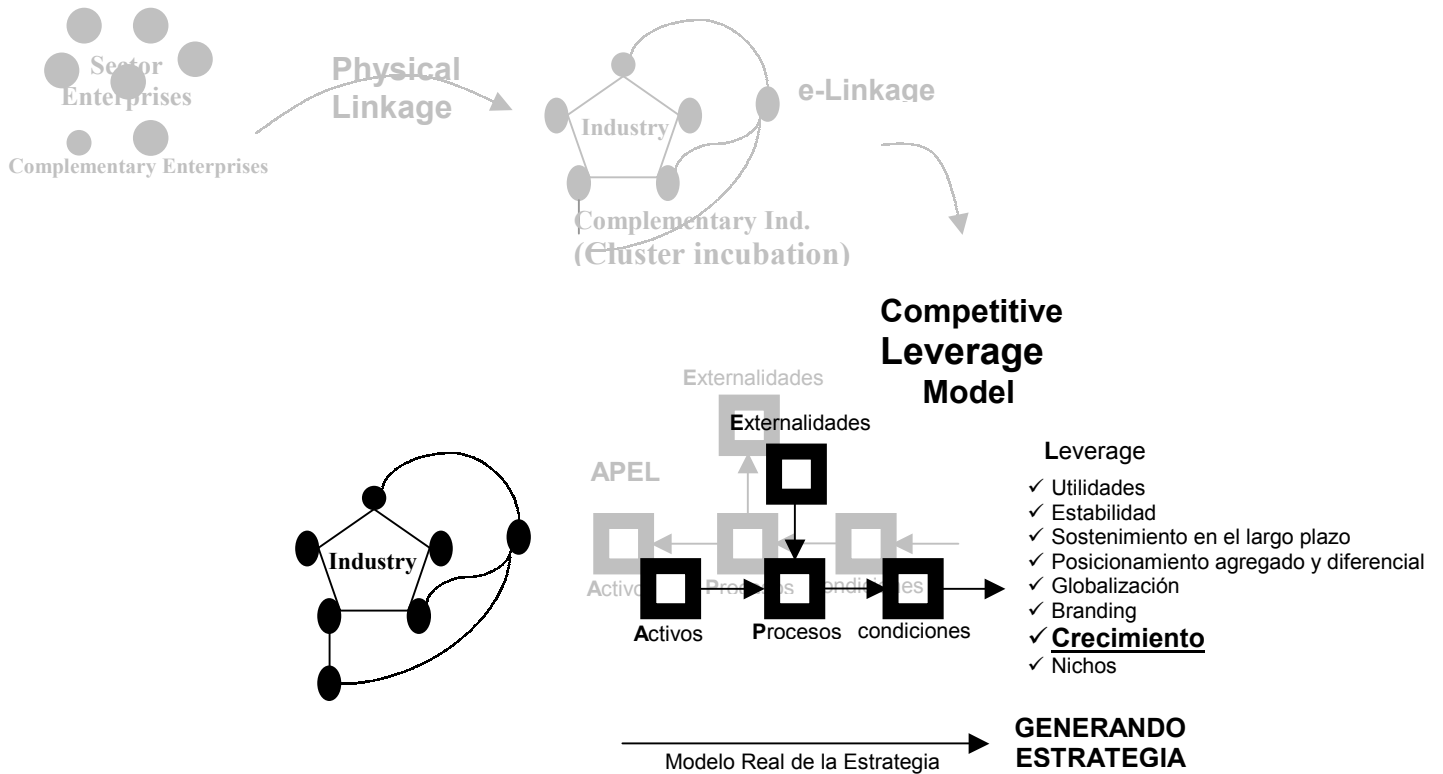 Sector
Enterprises
Complementary Enterprises
Physical
Linkage
Industry
e-Linkage
Complementary Ind.
(Cluster incubation)
Competitive
Leverage
Model
Externalidades
Externalidades
APEL
Activos
Procesos
condiciones
Activos
Procesos
condiciones
Industry
Leverage
✓ Utilidades
✓ Estabilidad
✓ Sostenimiento en el largo plazo
✓ Posicionamiento agregado y diferencial
✓ Globalización
✓ Branding
✓ Crecimiento
✓ Nichos
Modelo Real de la Estrategia
GENERANDO
ESTRATEGIA